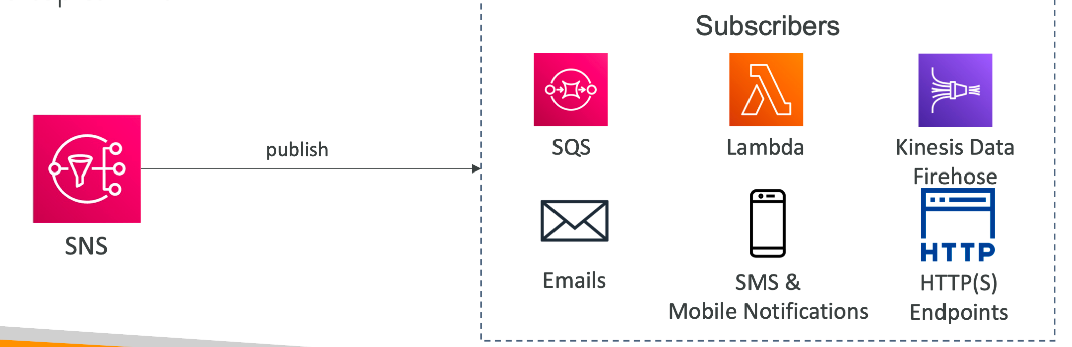 Subscribers
publish
SNS
SQS
Lambda
Kinesis Data
Firehose
HTTP
Emails
SMS &
Mobile Notifications
HTTP(S)
Endpoints